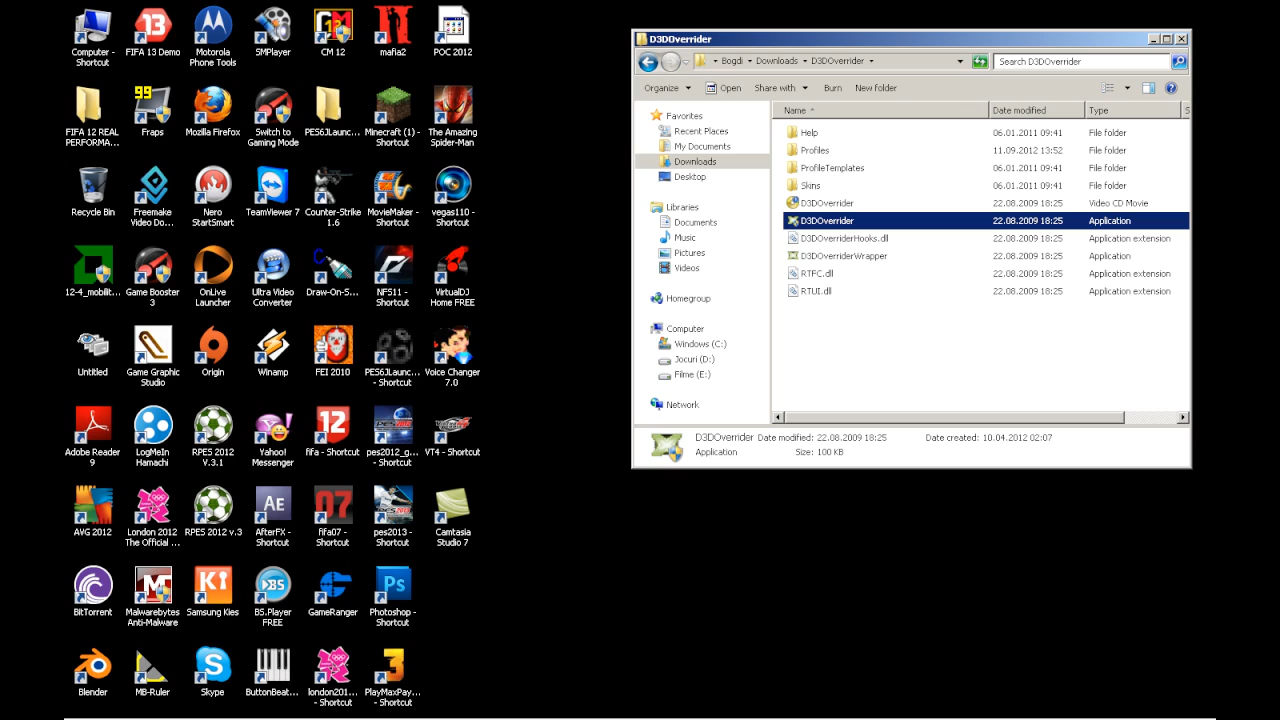 Computer - Shortcut
FIFA 13 Demo
Motorola Phone Tools
SMPlayer
CM 12
mafia2
POC 2012
FIFA 12 REAL PERFORMA...
99
Fraps
Mozilla Firefox
Switch to Gaming Mode
PES6JLaunc...
Minecraft (1) - Shortcut
The Amazing Spider-Man
Recycle Bin
Freemake Video Do...
Nero StartSmart
TeamViewer 7
Counter-Strike 1.6
MovieMaker - Shortcut
vegas110 - Shortcut
12-4_mobilit...
Game Booster 3
OnLive Launcher
Ultra Video Converter
Draw-On-S...
NFS11 - Shortcut
VirtualDJ Home FREE
Untitled
Game Graphic Studio
Origin
Winamp
FEI 2010
PES6JLaunc... - Shortcut
Voice Changer 7.0
Adobe Reader 9
LogMeIn Hamachi
RPES 2012 V.3.1
Yahoo! Messenger
fifa - Shortcut
pes2012_g... - Shortcut
VT4 - Shortcut
AVG 2012
London 2012 The Official ...
RPES 2012 v.3
AfterFX - Shortcut
fifa07 - Shortcut
pes2013 - Shortcut
Camtasia Studio 7
BitTorrent
Malwarebytes Anti-Malware
Samsung Kies
BS.Player FREE
GameRanger
Photoshop - Shortcut
Blender
MB-Ruler
Skype
ButtonBeat...
london201... - Shortcut
PlayMaxPay... - Shortcut
D3DOverrider
Bogdi Downloads D3DOverrider
Search D3DOverrider
Organize Open Share with Burn New folder
Favorites
Recent Places
My Documents
Downloads
Desktop
Libraries
Documents
Music
Pictures
Videos
Homegroup
Computer
Windows (C:)
Jocuri (D:)
Filme (E:)
Network
Name Date modified Type S
Help 06.01.2011 09:41 File folder
Profiles 11.09.2012 13:52 File folder
ProfileTemplates 06.01.2011 09:41 File folder
Skins 06.01.2011 09:41 File folder
D3DOverrider 22.08.2009 18:25 Video CD Movie
D3DOverrider 22.08.2009 18:25 Application
D3DOverriderHooks.dll 22.08.2009 18:25 Application extension
D3DOverriderWrapper 22.08.2009 18:25 Application
RTFC.dll 22.08.2009 18:25 Application extension
RTUI.dll 22.08.2009 18:25 Application extension
D3DOverrider Date modified: 22.08.2009 18:25 Date created: 10.04.2012 02:07
Application Size: 100 KB